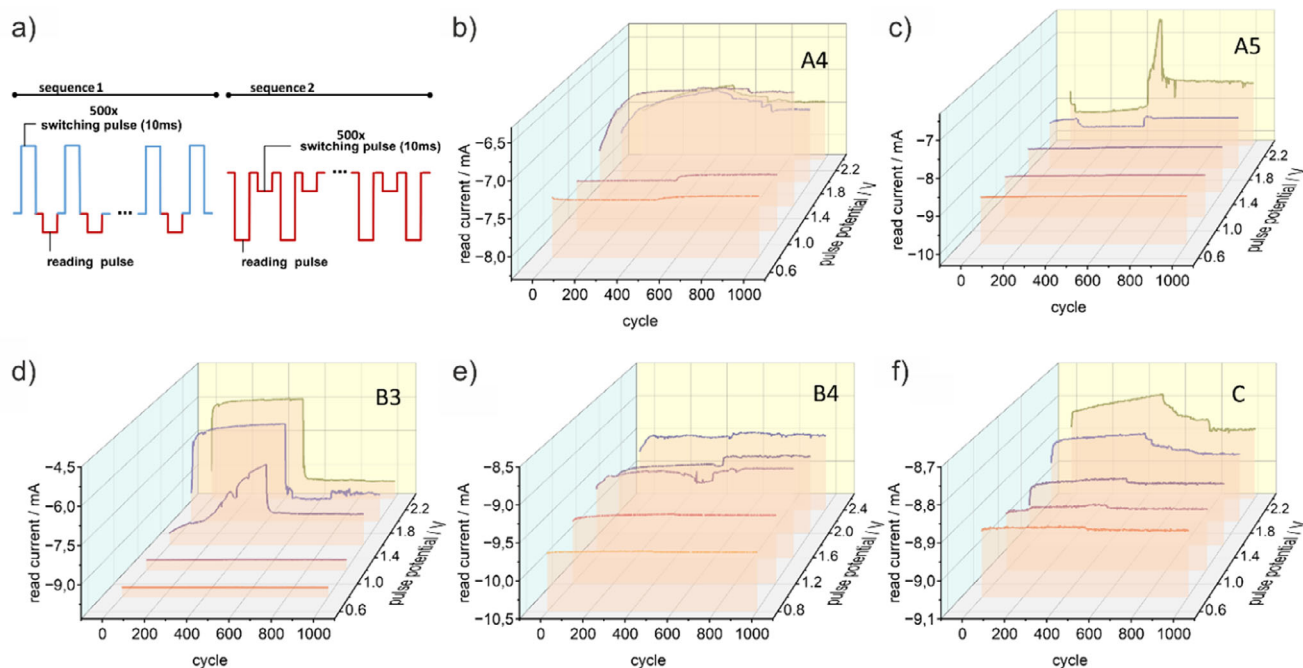 a)
sequence1
sequence 2
500x
switching pulse (10ms)
500x
switching pulse (10ms)
reading pulse
reading pulse
b)
A4
−6,5
−7,0
−7,5
−8,0
read current / mA
0 200 400 600 800 1000
cycle
0.6
1.0
1.4
1.8
2.2
pulse potential / V
c)
A5
−7
−8
−9
−10
read current / mA
0 200 400 600 800 1000
cycle
0.6
1.0
1.4
1.8
2.2
pulse potential / V
d)
B3
−4,5
−6,0
−7,5
−9,0
read current / mA
0 200 400 600 800 1000
cycle
0.6
1.0
1.4
1.8
2.2
pulse potential / V
e)
B4
−8,5
−9,0
−9,5
−10,0
−10,5
read current / mA
0 200 400 600 800 1000
cycle
0.8
1.2
1.6
2.0
2.4
pulse potential / V
f)
C
−8,7
−8,8
−8,9
−9,0
−9,1
read current / mA
0 200 400 600 800 1000
cycle
0.6
1.0
1.4
1.8
2.2
pulse potential / V